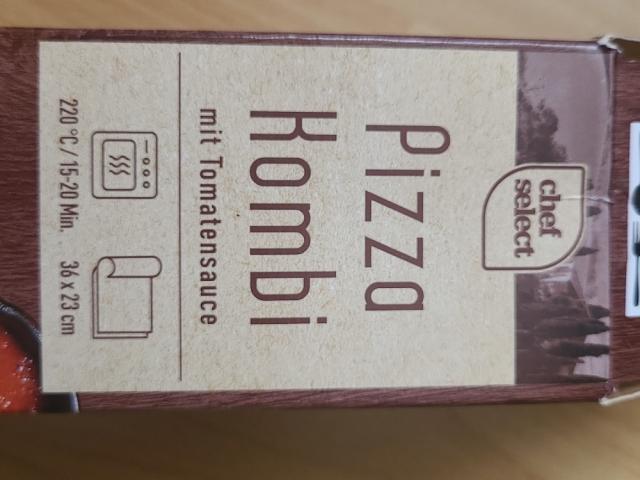 chef
select
Pizza
Kombi
mit Tomatensauce
220 °C / 15-20 Min.
36 x 23 cm